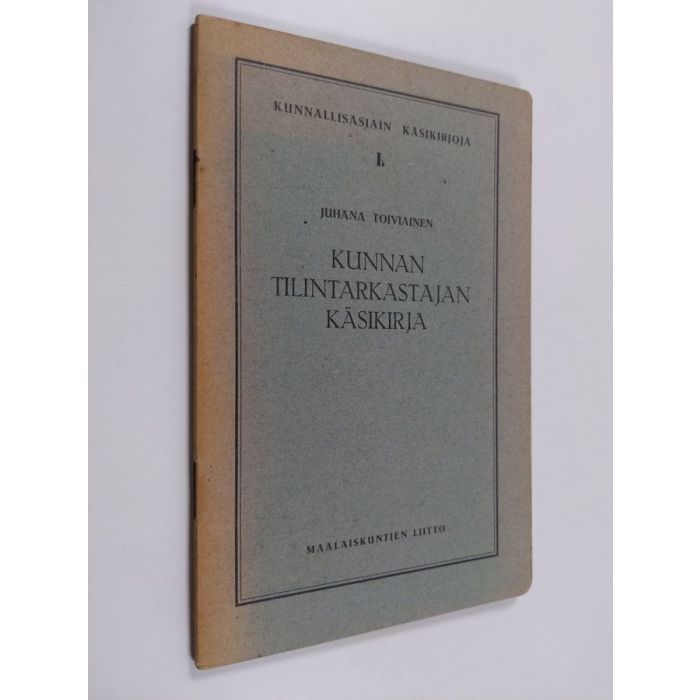 KUNNALLISASIAIN KÄSIKIRJOJA
I.
JUHANA TOIVIAINEN
KUNNAN
TILINTARKASTAJAN
KÄSIKIRJA
MAALAISKUNTIEN LIITTO